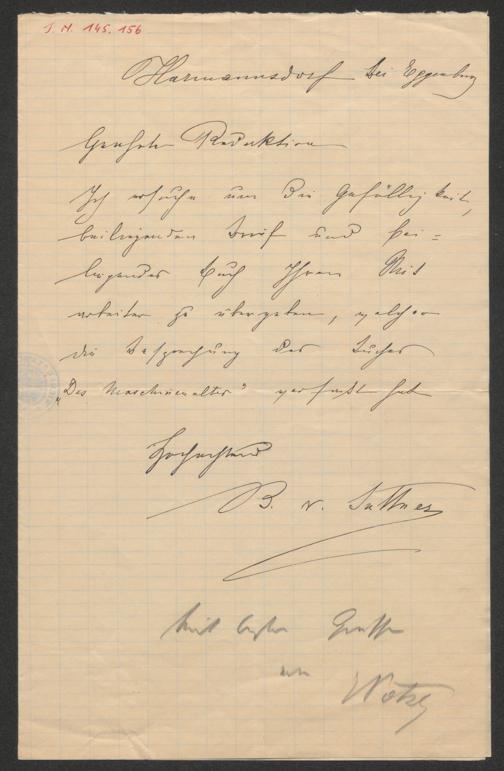 I. N. 145.156
Harmannsdorf bei Eggenburg
Geehrte Redaktion
Ich ersuche um die Gefälligkeit,
beiliegenden Brief und bei=
liegendes Buch Ihrem Mit
arbeiter zu übergeben, welcher
die Besprechung des Buches
„Das Maschinenalter" verfaßt hat
Hochachtend
B. v. Suttner
Mit besten Grüßen